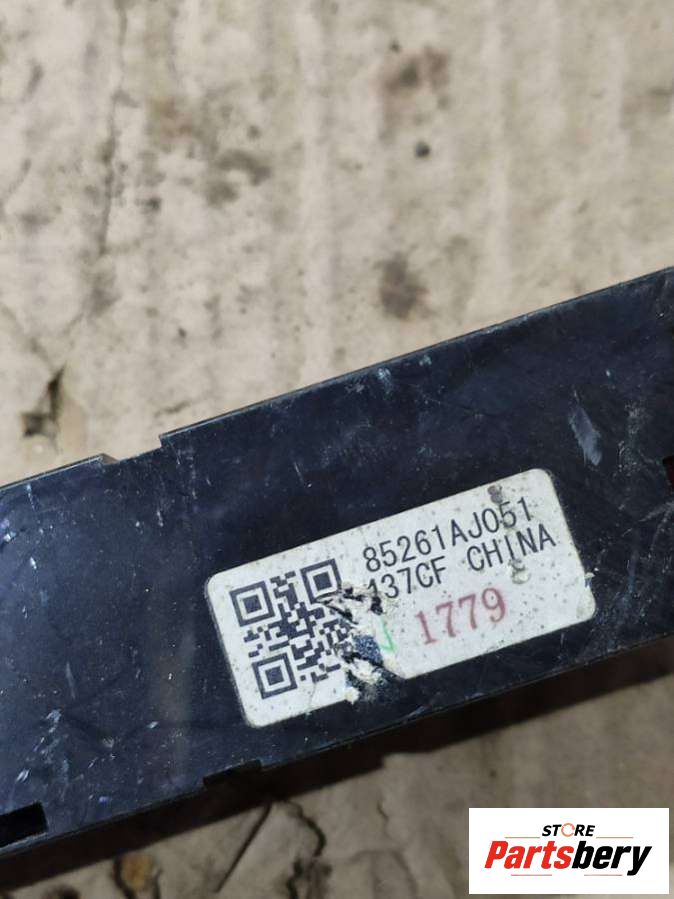 85261AJ051
137CF CHINA
1779
STORE
Partsbery